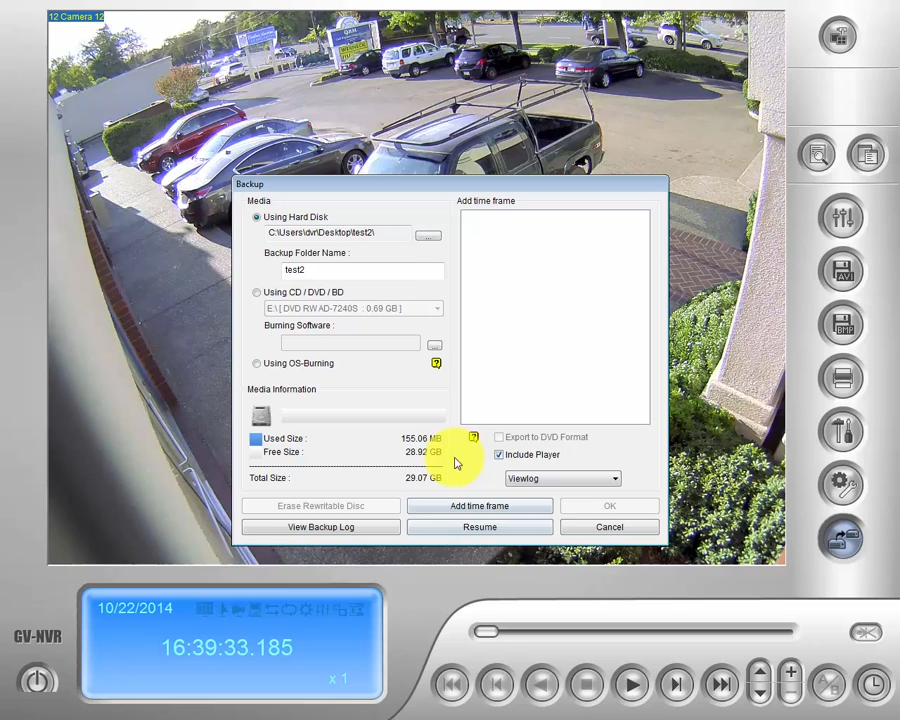 12 Camera 12
Backup
Media
Using Hard Disk
C:\Users\dvr\Desktop\test2\
...
Backup Folder Name :
test2
Using CD / DVD / BD
E:\ [ DVD RW AD-7240S : 0.69 GB ]
Burning Software :
...
Using OS-Burning
?
Media Information
Used Size : 155.06 MB
Free Size : 28.92 GB
Total Size : 29.07 GB
Add time frame
?
Export to DVD Format
Include Player
Viewlog
Erase Rewritable Disc
Add time frame
OK
View Backup Log
Resume
Cancel
AVI
BMP
GV-NVR
10/22/2014
16:39:33.185
x 1
A/B